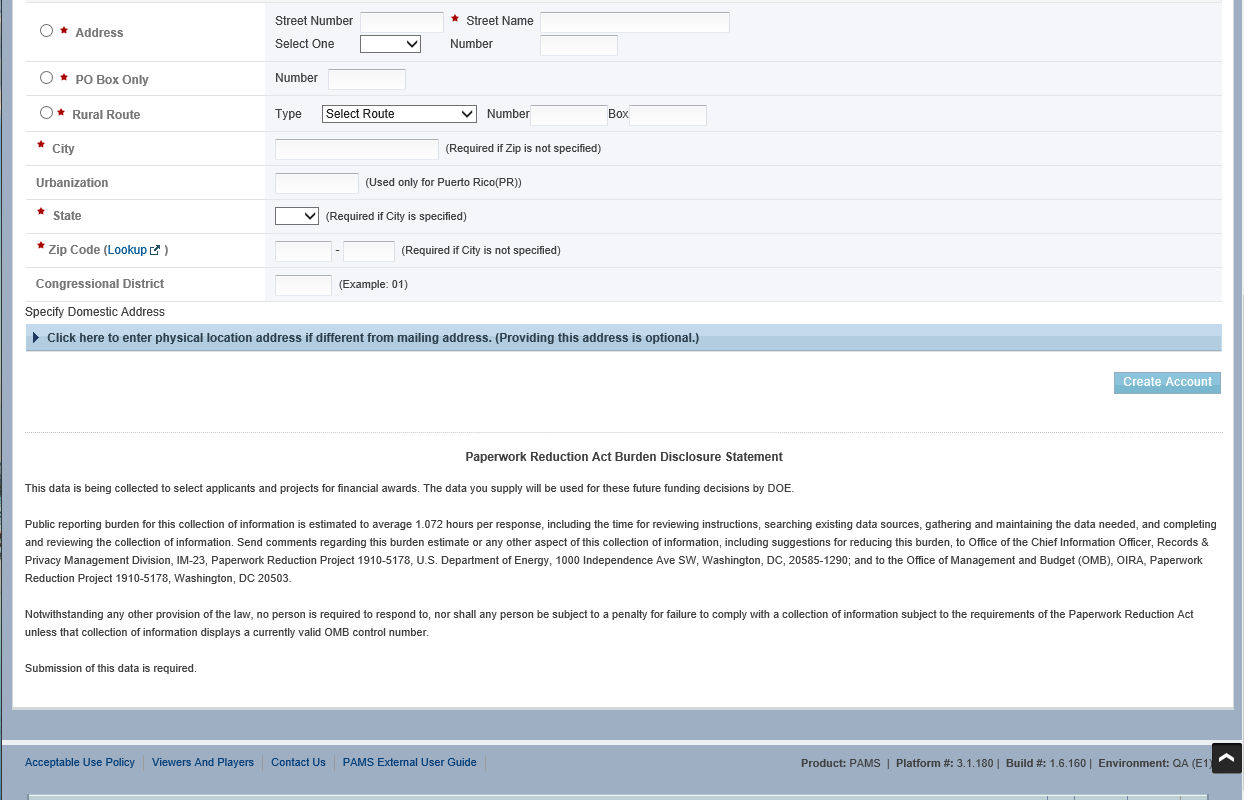 * Address Street Number * Street Name
Select One Number
* PO Box Only Number
* Rural Route Type Select Route Number Box
* City (Required if Zip is not specified)
Urbanization (Used only for Puerto Rico(PR))
* State (Required if City is specified)
* Zip Code (Lookup ) - (Required if City is not specified)
Congressional District (Example: 01)
Specify Domestic Address
Click here to enter physical location address if different from mailing address. (Providing this address is optional.)
Create Account
Paperwork Reduction Act Burden Disclosure Statement
This data is being collected to select applicants and projects for financial awards. The data you supply will be used for these future funding decisions by DOE.
Public reporting burden for this collection of information is estimated to average 1.072 hours per response, including the time for reviewing instructions, searching existing data sources, gathering and maintaining the data needed, and completing
and reviewing the collection of information. Send comments regarding this burden estimate or any other aspect of this collection of information, including suggestions for reducing this burden, to Office of the Chief Information Officer, Records &
Privacy Management Division, IM-23, Paperwork Reduction Project 1910-5178, U.S. Department of Energy, 1000 Independence Ave SW, Washington, DC, 20585-1290; and to the Office of Management and Budget (OMB), OIRA, Paperwork
Reduction Project 1910-5178, Washington, DC 20503.
Notwithstanding any other provision of the law, no person is required to respond to, nor shall any person be subject to a penalty for failure to comply with a collection of information subject to the requirements of the Paperwork Reduction Act
unless that collection of information displays a currently valid OMB control number.
Submission of this data is required.
Acceptable Use Policy Viewers And Players Contact Us PAMS External User Guide Product: PAMS | Platform #: 3.1.180 | Build #: 1.6.160 | Environment: QA (E1)